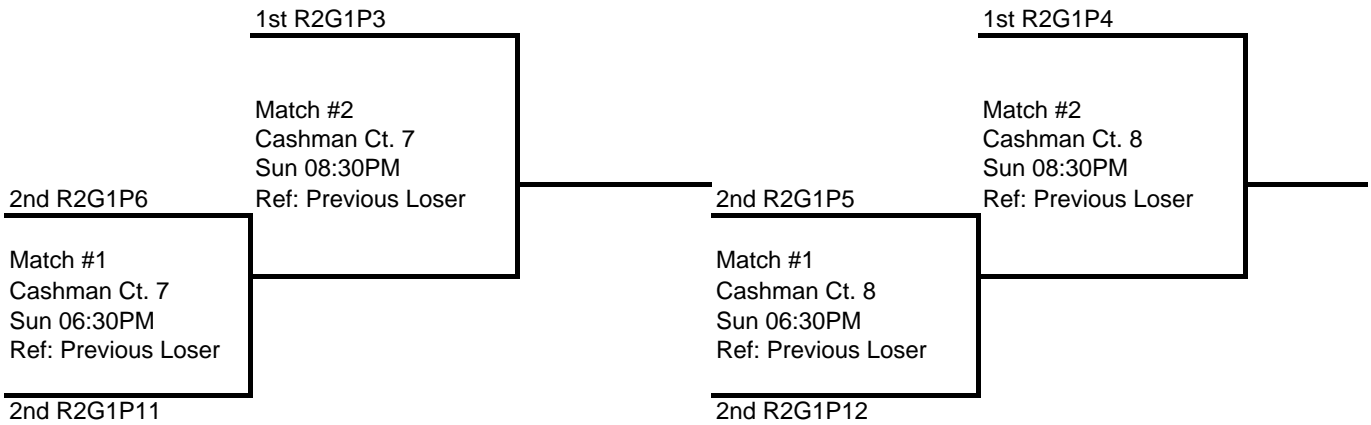 1st R2G1P3
Match #2
Cashman Ct. 7
Sun 08:30PM
Ref: Previous Loser
2nd R2G1P6
Match #1
Cashman Ct. 7
Sun 06:30PM
Ref: Previous Loser
2nd R2G1P11
1st R2G1P4
Match #2
Cashman Ct. 8
Sun 08:30PM
Ref: Previous Loser
2nd R2G1P5
Match #1
Cashman Ct. 8
Sun 06:30PM
Ref: Previous Loser
2nd R2G1P12